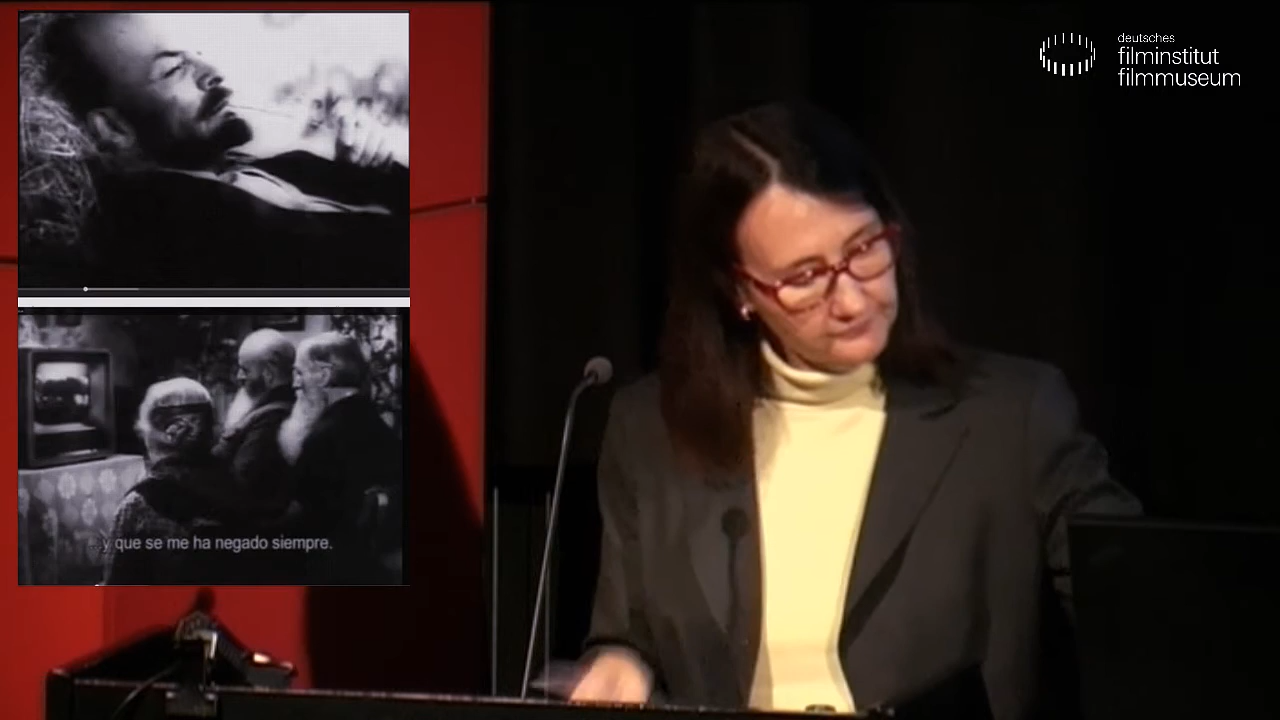 deutsches
filminstitut
filmmuseum
y que se me ha negado siempre.